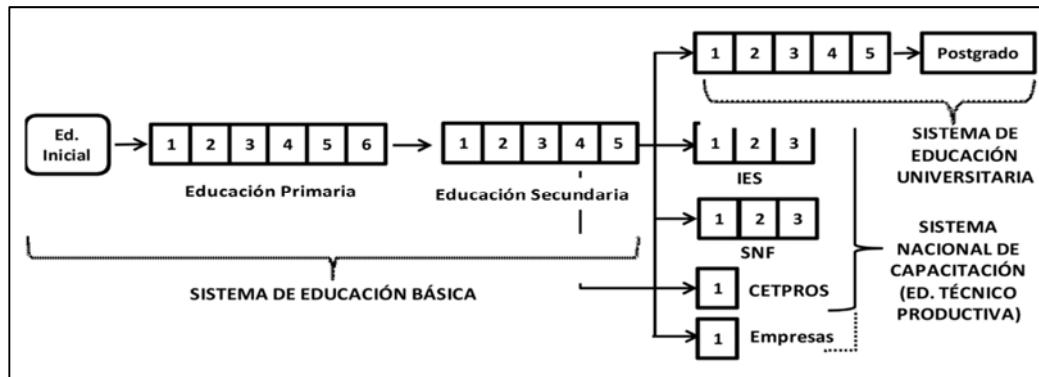 1 2 3 4 5
Postgrado
Ed.
Inicial
1 2 3 4 5 6
1 2 3 4 5
1 2 3
SISTEMA DE
EDUCACIÓN
UNIVERSITARIA
Educación Primaria
Educación Secundaria
IES
1 2 3
SNF
SISTEMA
NACIONAL DE
CAPACITACIÓN
(ED. TÉCNICO
PRODUCTIVA)
SISTEMA DE EDUCACIÓN BÁSICA
1 CETPROS
1 Empresas